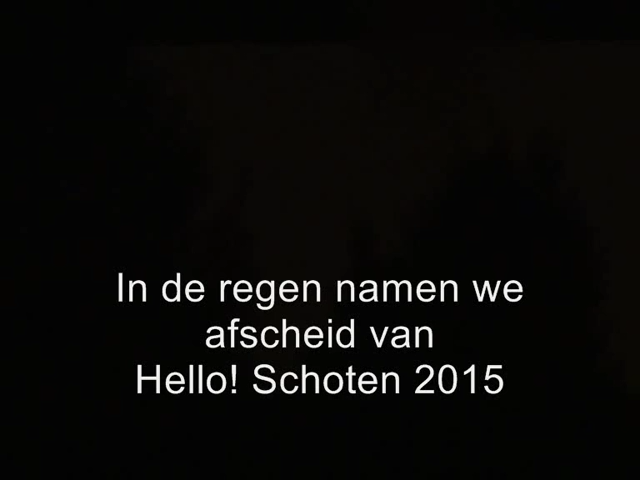 In de regen namen we
afscheid van
Hello! Schoten 2015